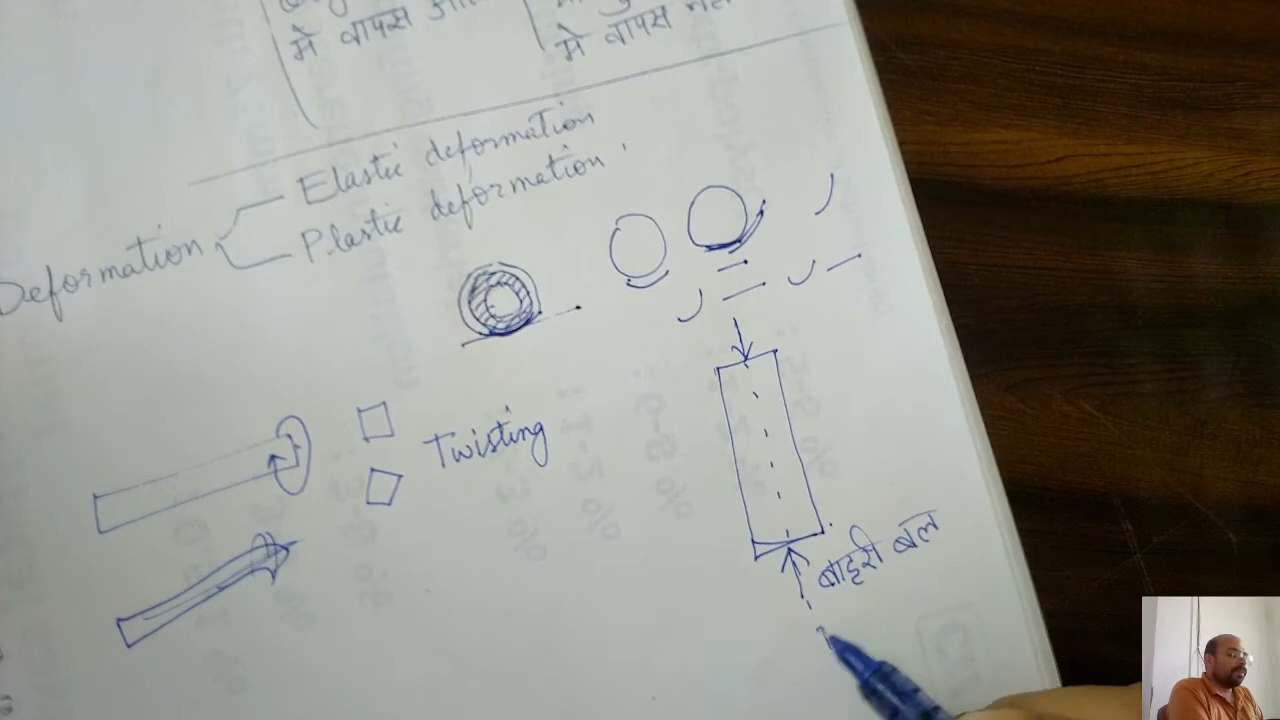 मे वापस
मे वापस
Elastic deformation
Deformation
Plastic deformation
Twisting
बाहरी बल